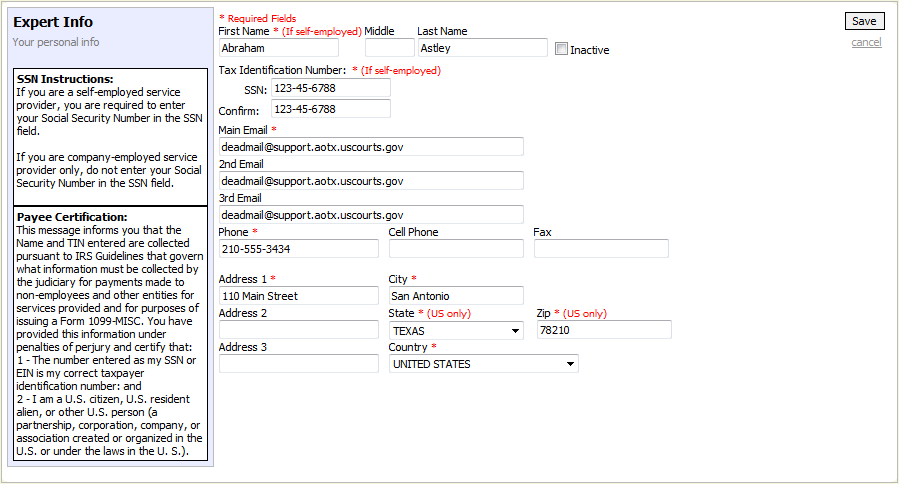 Expert Info
Your personal info
SSN Instructions:
If you are a self-employed service
provider, you are required to enter
your Social Security Number in the SSN
field.
If you are company-employed service
provider only, do not enter your Social
Security Number in the SSN field.
Payee Certification:
This message informs you that the
Name and TIN entered are collected
pursuant to IRS Guidelines that govern
what information must be collected by
the judiciary for payments made to
non-employees and other entities for
services provided and for purposes of
issuing a Form 1099-MISC. You have
provided this information under
penalties of perjury and certify that:
1 - The number entered as my SSN or
EIN is my correct taxpayer
identification number: and
2 - I am a U.S. citizen, U.S. resident
alien, or other U.S. person (a
partnership, corporation, company, or
association created or organized in the
U.S. or under the laws in the U. S.).
* Required Fields
First Name * (If self-employed) Middle Last Name
Abraham Astley Inactive
Tax Identification Number: * (If self-employed)
SSN: 123-45-6788
Confirm: 123-45-6788
Main Email *
deadmail@support.aotx.uscourts.gov
2nd Email
deadmail@support.aotx.uscourts.gov
3rd Email
deadmail@support.aotx.uscourts.gov
Phone * Cell Phone Fax
210-555-3434
Address 1 * City *
110 Main Street San Antonio
Address 2 State * (US only) Zip * (US only)
TEXAS 78210
Address 3 Country *
UNITED STATES
Save
cancel